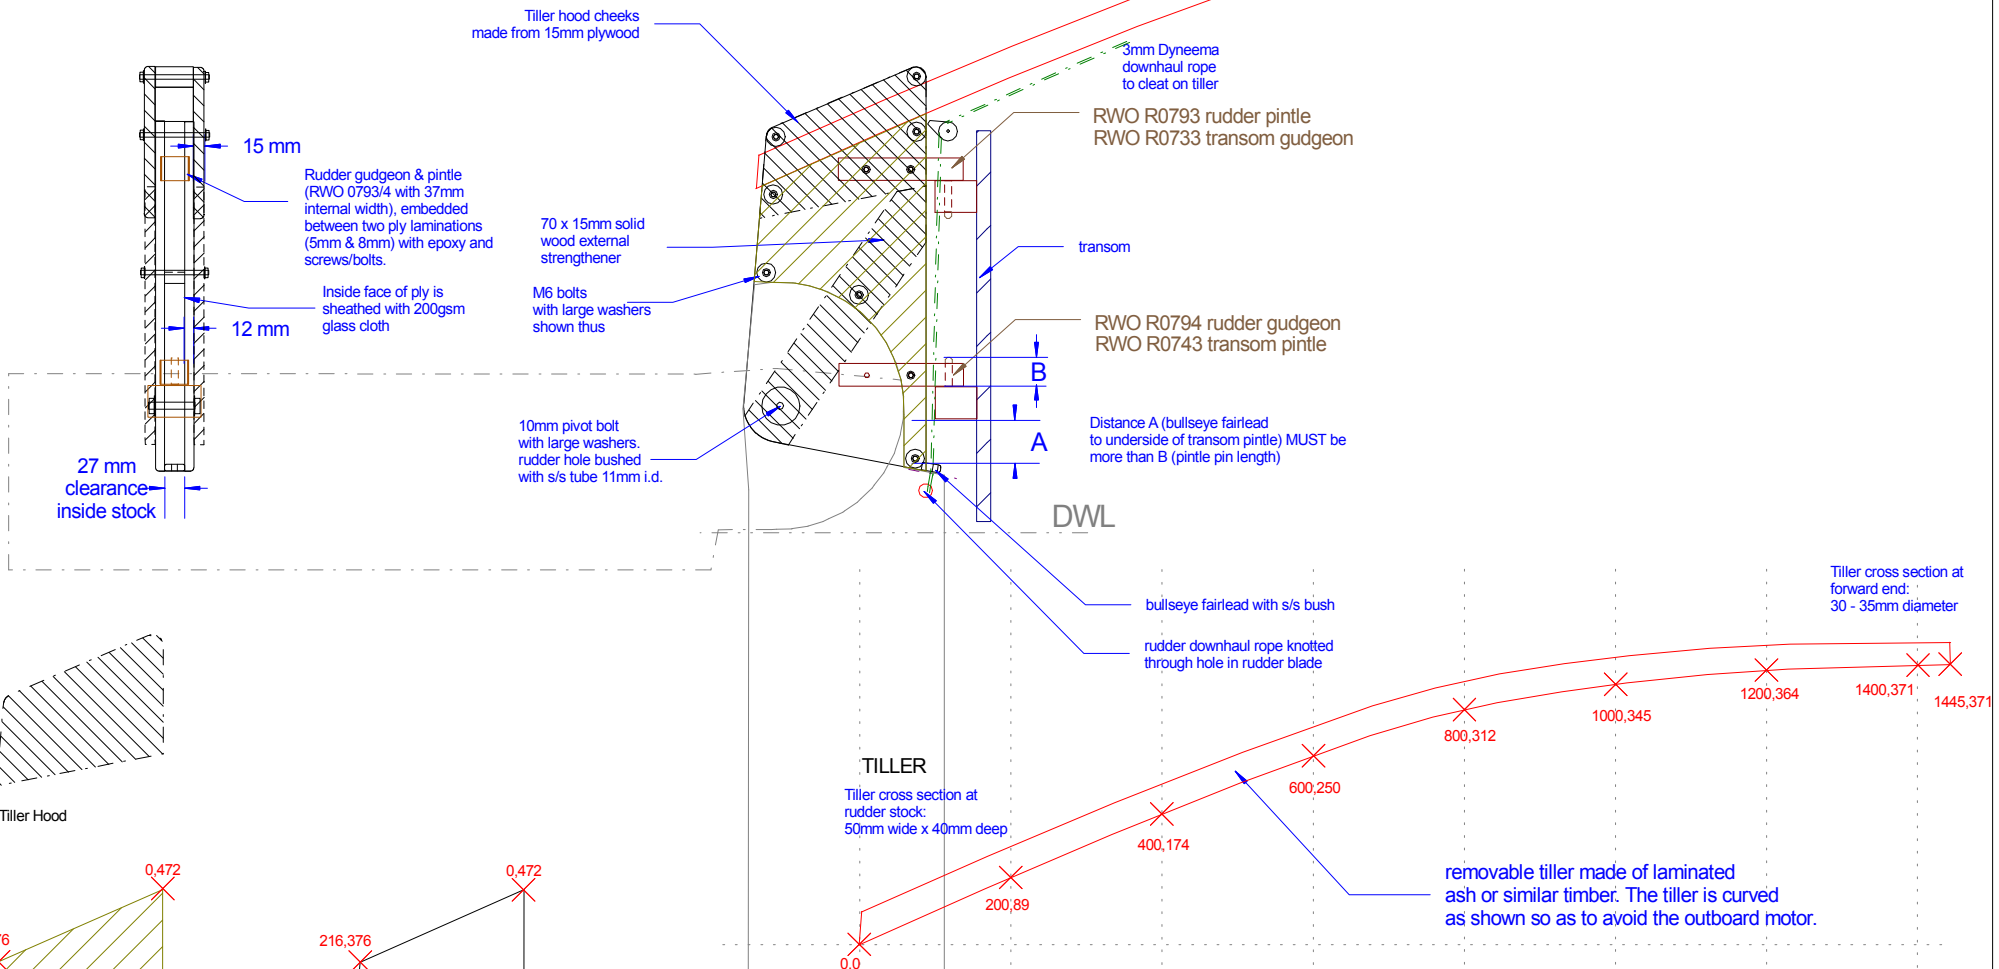 Tiller hood cheeks
made from 15mm plywood
3mm Dyneema
downhaul rope
to cleat on tiller
RWO R0793 rudder pintle
RWO R0733 transom gudgeon
15 mm
Rudder gudgeon & pintle
(RWO 0793/4 with 37mm
internal width), embedded
between two ply laminations
(5mm & 8mm) with epoxy and
screws/bolts.
70 x 15mm solid
wood external
strengthener
transom
Inside face of ply is
sheathed with 200gsm
glass cloth
12 mm
M6 bolts
with large washers
shown thus
RWO R0794 rudder gudgeon
RWO R0743 transom pintle
B
10mm pivot bolt
with large washers.
rudder hole bushed
with s/s tube 11mm i.d.
A
Distance A (bullseye fairlead
to underside of transom pintle) MUST be
more than B (pintle pin length)
27 mm
clearance
inside stock
DWL
bullseye fairlead with s/s bush
rudder downhaul rope knotted
through hole in rudder blade
Tiller cross section at
forward end:
30 - 35mm diameter
1445,371
1400,371
1200,364
1000,345
800,312
600,250
400,174
200,89
0,0
TILLER
Tiller cross section at
rudder stock:
50mm wide x 40mm deep
removable tiller made of laminated
ash or similar timber. The tiller is curved
as shown so as to avoid the outboard motor.
Tiller Hood
0,472
0,472
216,376